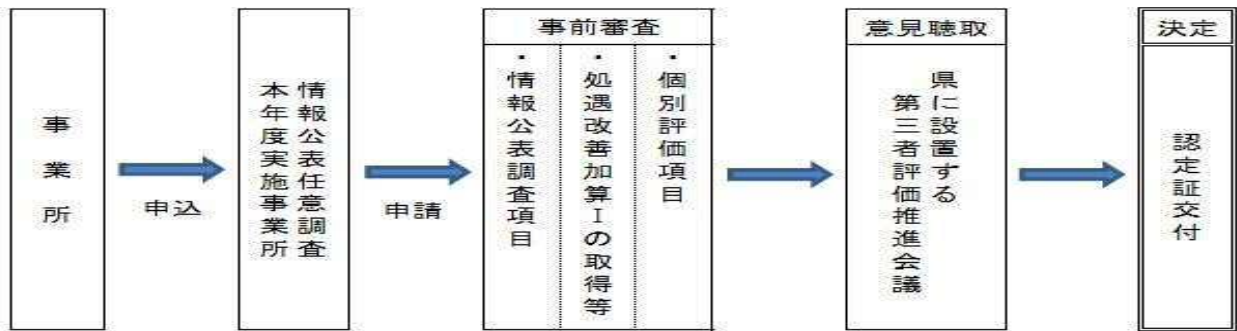 事業所
申込
情報公表任意調査
本年度実施事業所
申請
事前審査
・個別評価項目
・処遇改善加算Ⅰの取得等
・情報公表調査項目
意見聴取
県に設置する
第三者評価推進会議
決定
認定証交付